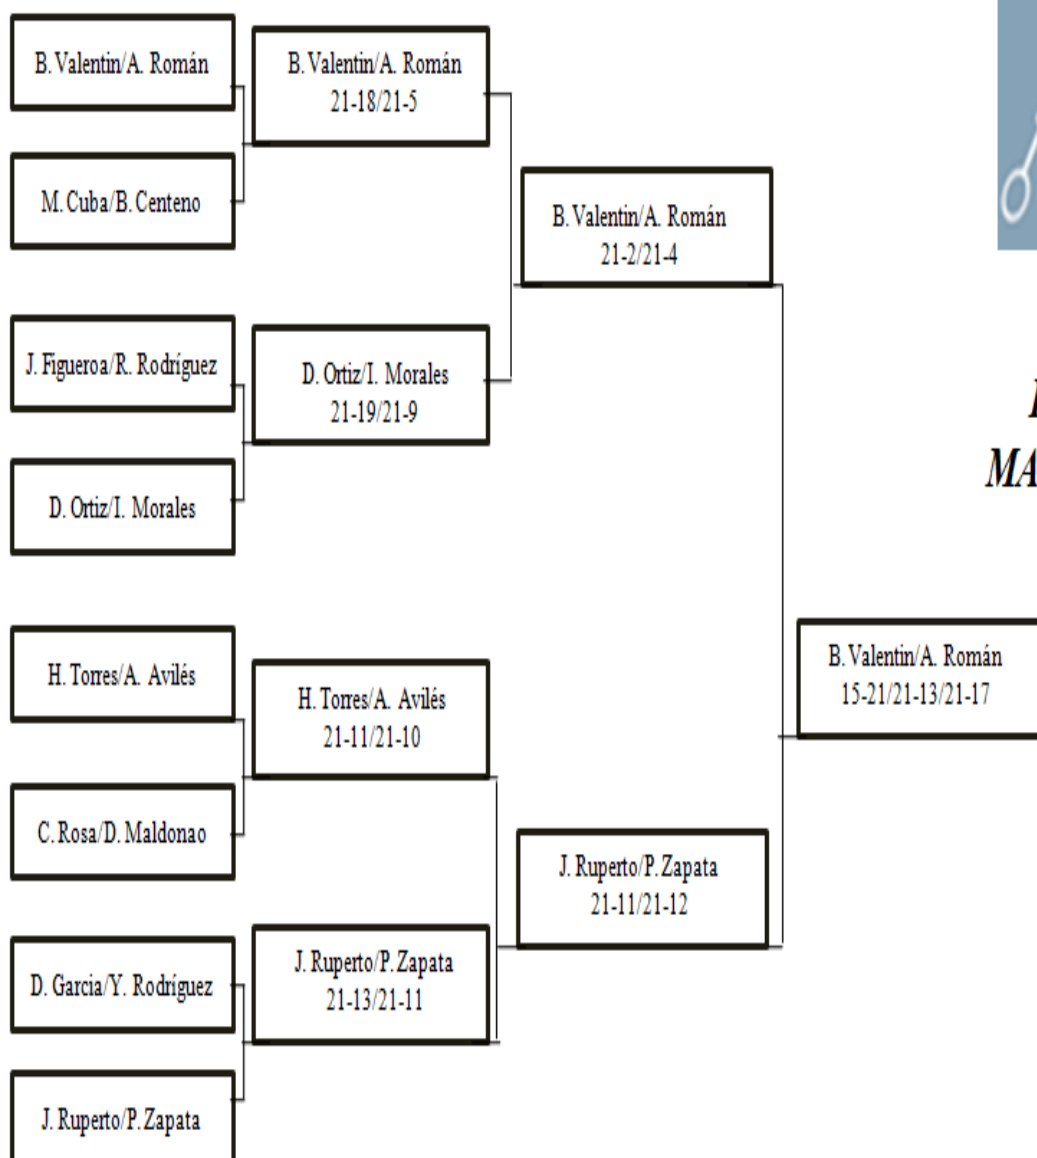 B. Valentin/A. Román
M. Cuba/B. Centeno
J. Figueroa/R. Rodríguez
D. Ortiz/I. Morales
H. Torres/A. Avilés
C. Rosa/D. Maldonao
D. Garcia/Y. Rodríguez
J. Ruperto/P. Zapata
B. Valentin/A. Román
21-18/21-5
D. Ortiz/I. Morales
21-19/21-9
H. Torres/A. Avilés
21-11/21-10
J. Ruperto/P. Zapata
21-13/21-11
B. Valentin/A. Román
21-2/21-4
J. Ruperto/P. Zapata
21-11/21-12
B. Valentin/A. Román
15-21/21-13/21-17
MA